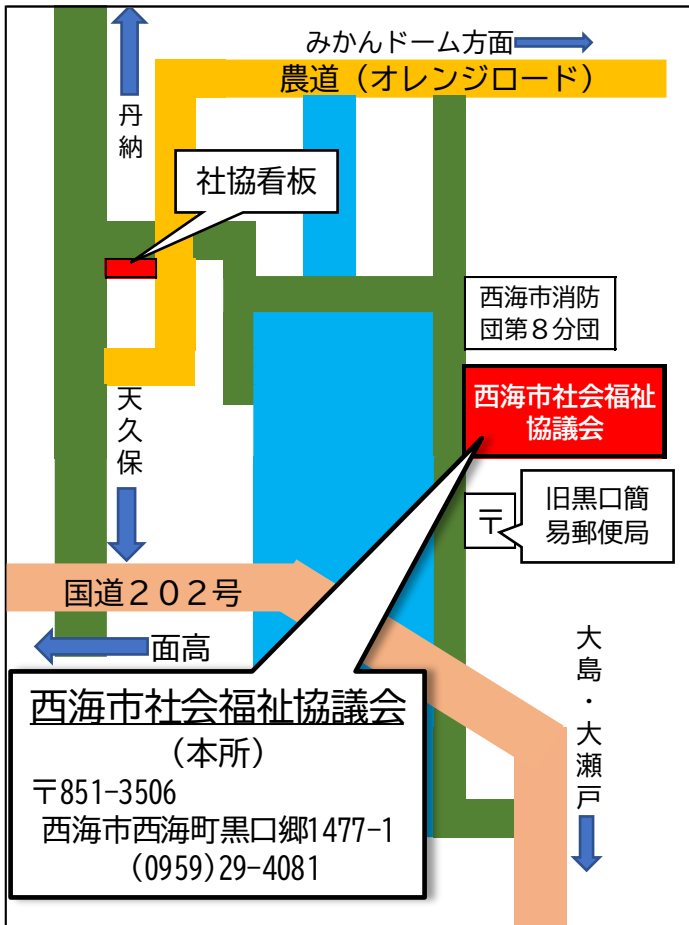 みかんドーム方面
農道（オレンジロード）
丹納
社協看板
西海市消防
団第８分団
西海市社会福祉
協議会
天久保
〒
旧黒口簡
易郵便局
国道２０２号
面高
大島・大瀬戸
西海市社会福祉協議会
（本所）
〒851-3506
西海市西海町黒口郷1477-1
(0959)29-4081